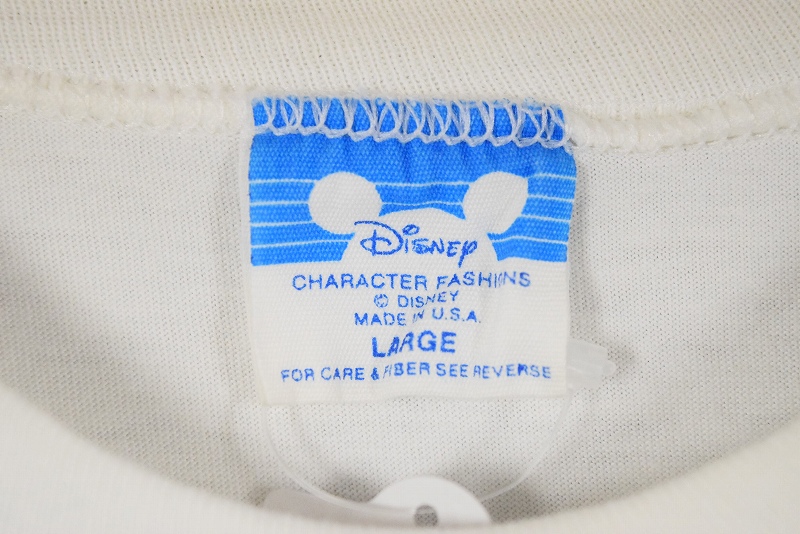 Disney
CHARACTER FASHIONS
© DISNEY
MADE IN U.S.A.
LARGE
FOR CARE & FIBER SEE REVERSE